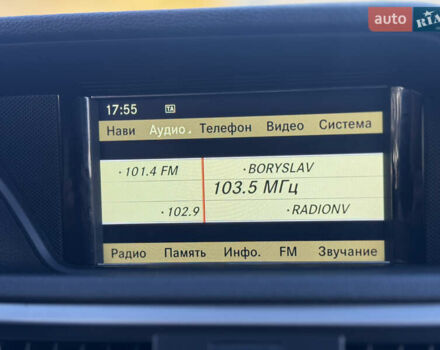 auto RIA
17:55 TA
Нави Аудио. Телефон Видео Система
· 101.4 FM · BORYSLAV
103.5 МГц
· 102.9 · RADIONV
Радио Память Инфо. FM Звучание